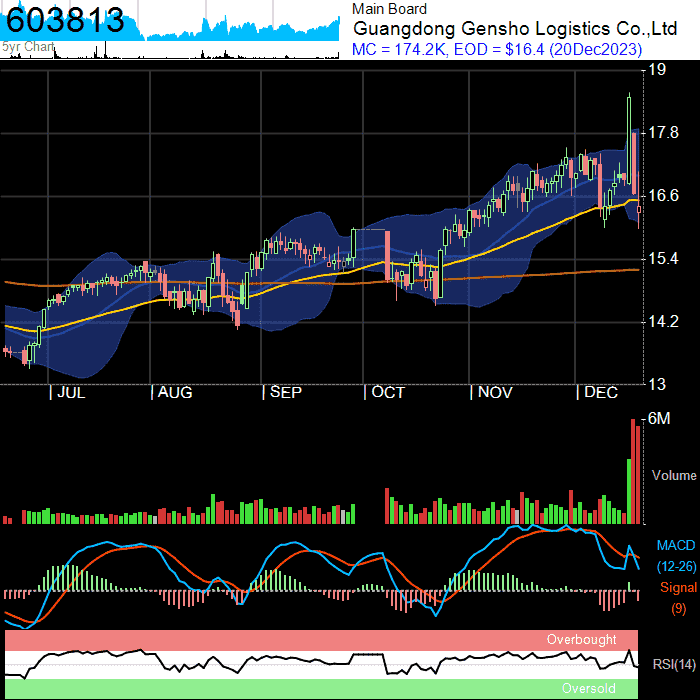 603813
5yr Chart
Main Board
Guangdong Gensho Logistics Co.,Ltd
MC = 174.2K, EOD = $16.4 (20Dec2023)
19
17.8
16.6
15.4
14.2
13
| JUL
| AUG
| SEP
| OCT
| NOV
| DEC
6M
Volume
MACD
(12-26)
Signal
(9)
Overbought
RSI(14)
Oversold